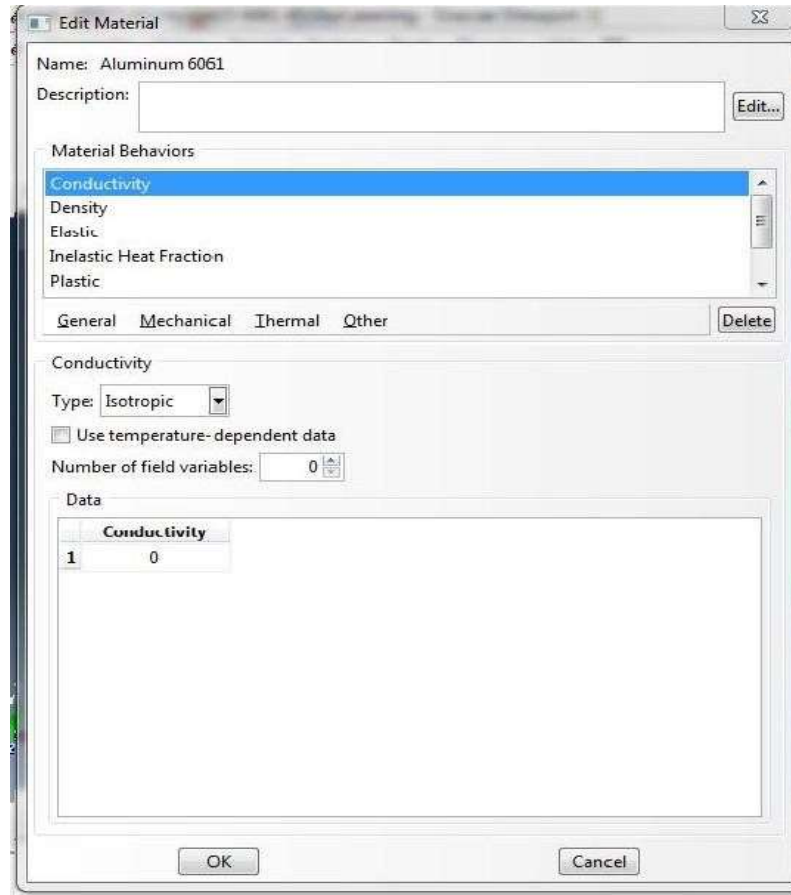 Edit Material
Name: Aluminum 6061
Description:
Edit...
Material Behaviors
Conductivity
Density
Elastic
Inelastic Heat Fraction
Plastic
General Mechanical Thermal Other
Delete
Conductivity
Type: Isotropic
Use temperature-dependent data
Number of field variables: 0
Data
Conductivity
1 0
OK Cancel